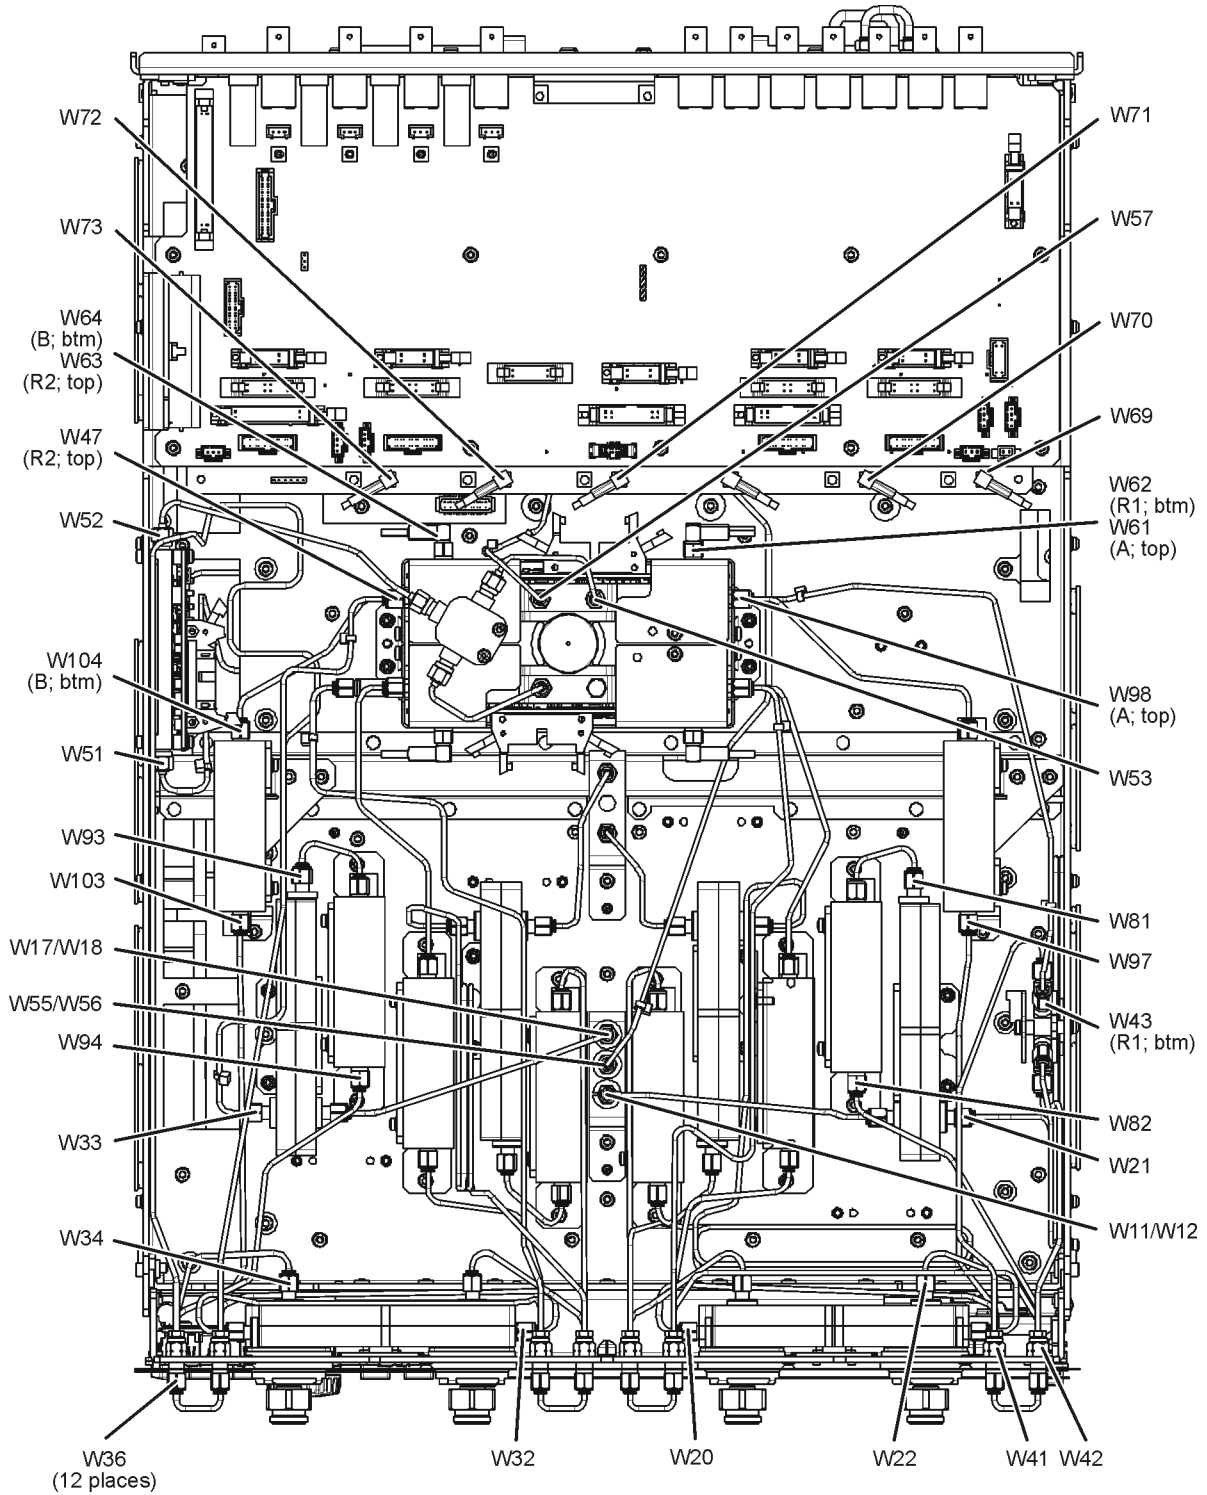 W72
W73
W64
(B; btm)
W63
(R2; top)
W47
(R2; top)
W52
W104
(B; btm)
W51
W93
W103
W17/W18
W55/W56
W94
W33
W34
W36
(12 places)
W32
W20
W22
W41
W42
W71
W57
W70
W69
W62
(R1; btm)
W61
(A; top)
W98
(A; top)
W53
W81
W97
W43
(R1; btm)
W82
W21
W11/W12